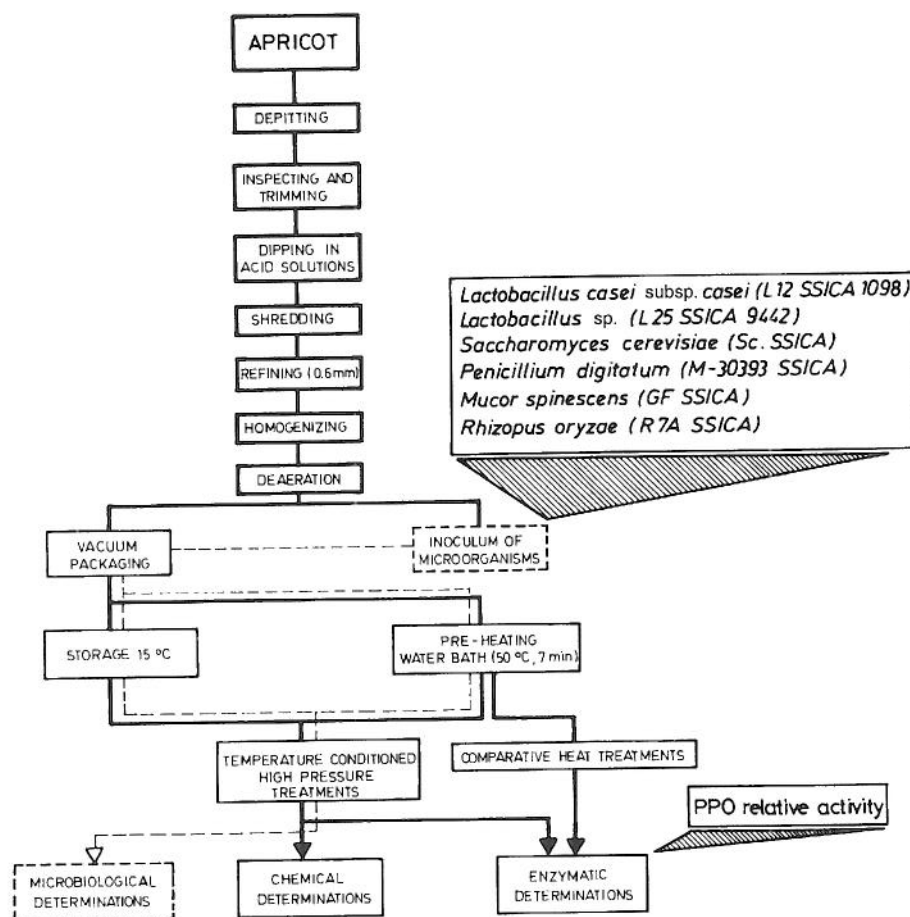 APRICOT
DEPITTING
INSPECTING AND
TRIMMING
DIPPING IN
ACID SOLUTIONS
SHREDDING
REFINING (0.6mm)
HOMOGENIZING
DEAERATION
Lactobacillus casei subsp. casei (L12 SSICA 1098)
Lactobacillus sp. (L25 SSICA 9442)
Saccharomyces cerevisiae (Sc. SSICA)
Penicillium digitatum (M-30393 SSICA)
Mucor spinescens (GF SSICA)
Rhizopus oryzae (R7A SSICA)
VACUUM
PACKAGING
INOCULUM OF
MICROORGANISMS
STORAGE 15 ºC
PRE-HEATING
WATER BATH (50 ºC, 7 min)
TEMPERATURE CONDITIONED
HIGH PRESSURE
TREATMENTS
COMPARATIVE HEAT TREATMENTS
PPO relative activity
MICROBIOLOGICAL
DETERMINATIONS
CHEMICAL
DETERMINATIONS
ENZYMATIC
DETERMINATIONS